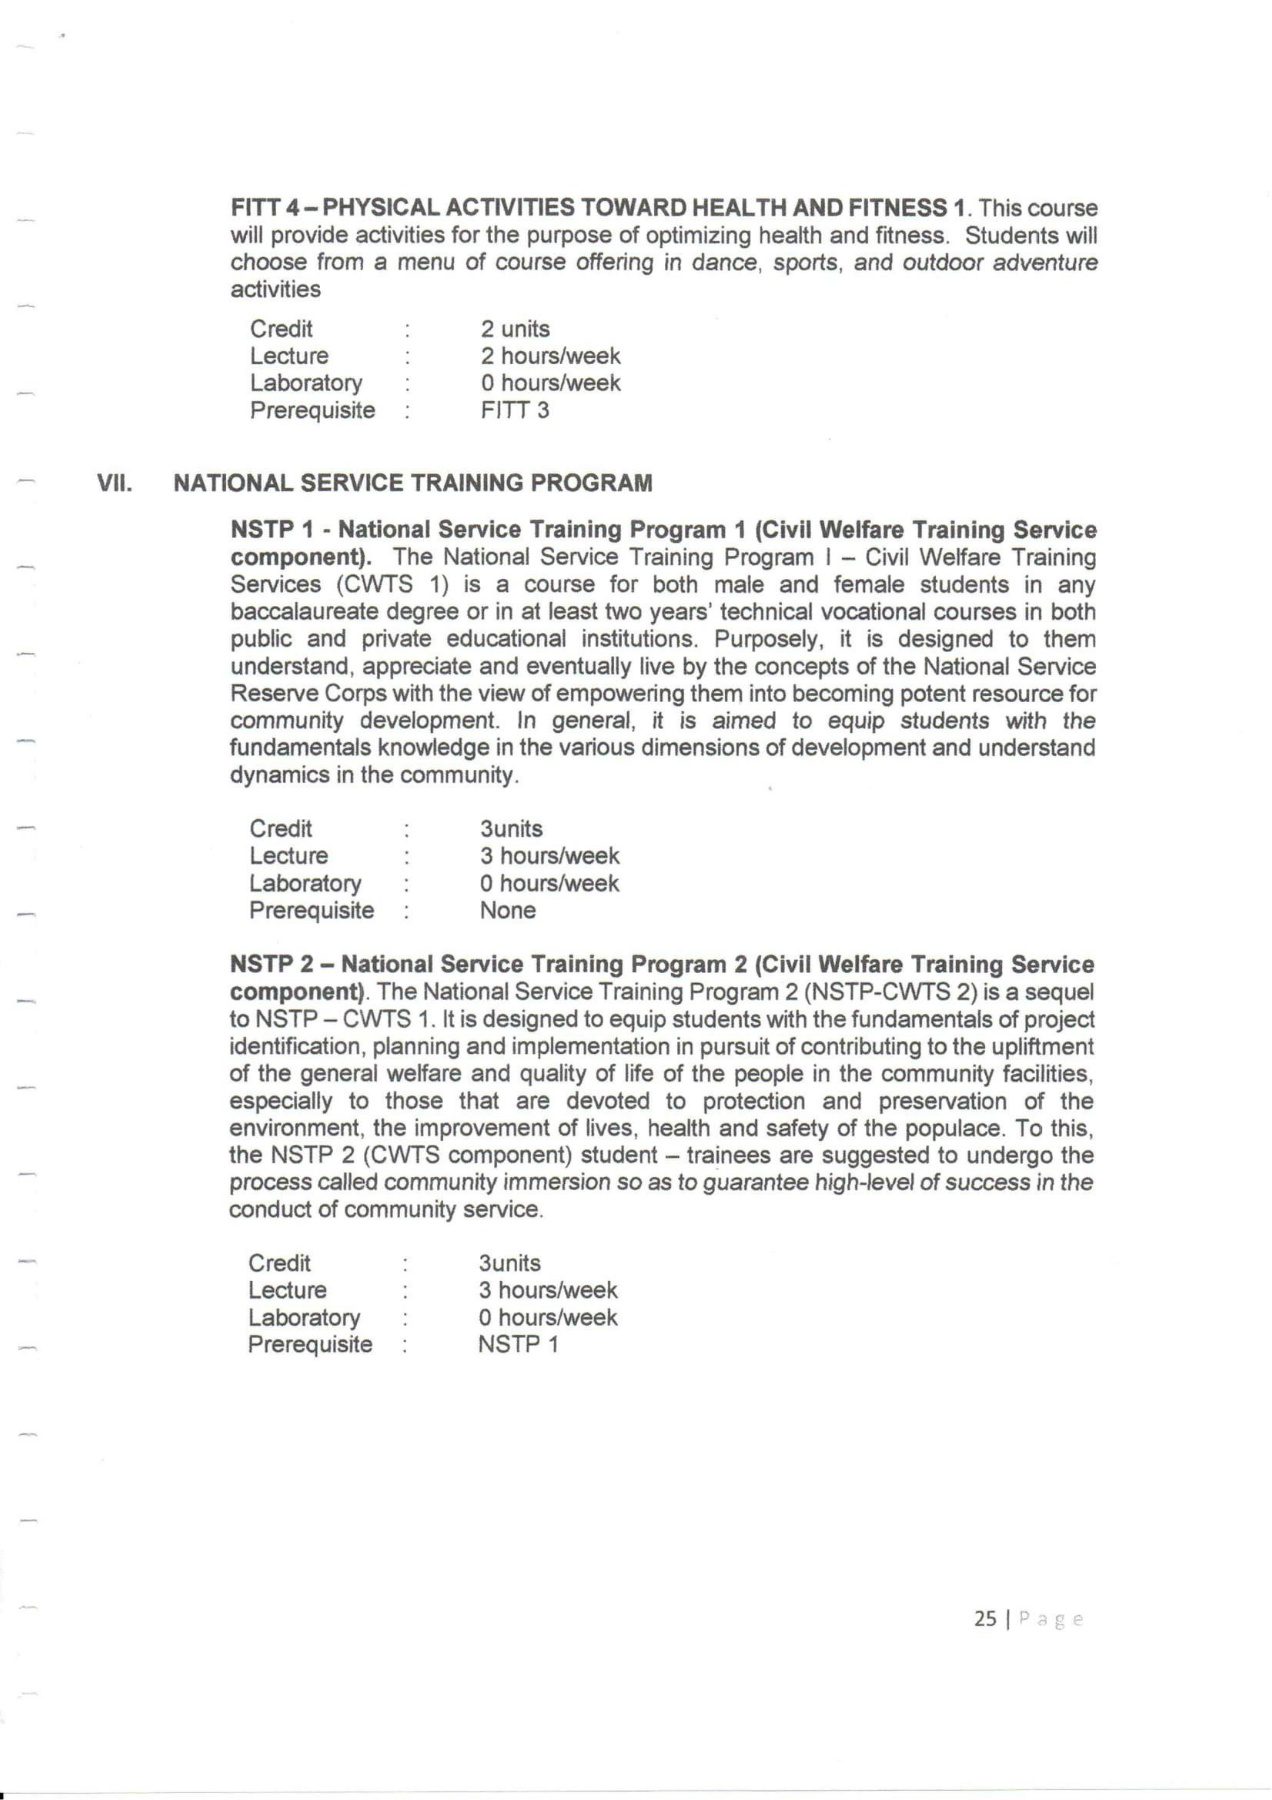 FITT 4 – PHYSICAL ACTIVITIES TOWARD HEALTH AND FITNESS 1. This course
will provide activities for the purpose of optimizing health and fitness. Students will
choose from a menu of course offering in dance, sports, and outdoor adventure
activities
Credit : 2 units
Lecture : 2 hours/week
Laboratory : 0 hours/week
Prerequisite : FITT 3
VII. NATIONAL SERVICE TRAINING PROGRAM
NSTP 1 - National Service Training Program 1 (Civil Welfare Training Service
component). The National Service Training Program I – Civil Welfare Training
Services (CWTS 1) is a course for both male and female students in any
baccalaureate degree or in at least two years' technical vocational courses in both
public and private educational institutions. Purposely, it is designed to them
understand, appreciate and eventually live by the concepts of the National Service
Reserve Corps with the view of empowering them into becoming potent resource for
community development. In general, it is aimed to equip students with the
fundamentals knowledge in the various dimensions of development and understand
dynamics in the community.
Credit : 3units
Lecture : 3 hours/week
Laboratory : 0 hours/week
Prerequisite : None
NSTP 2 – National Service Training Program 2 (Civil Welfare Training Service
component). The National Service Training Program 2 (NSTP-CWTS 2) is a sequel
to NSTP – CWTS 1. It is designed to equip students with the fundamentals of project
identification, planning and implementation in pursuit of contributing to the upliftment
of the general welfare and quality of life of the people in the community facilities,
especially to those that are devoted to protection and preservation of the
environment, the improvement of lives, health and safety of the populace. To this,
the NSTP 2 (CWTS component) student – trainees are suggested to undergo the
process called community immersion so as to guarantee high-level of success in the
conduct of community service.
Credit : 3units
Lecture : 3 hours/week
Laboratory : 0 hours/week
Prerequisite : NSTP 1
25 | Page